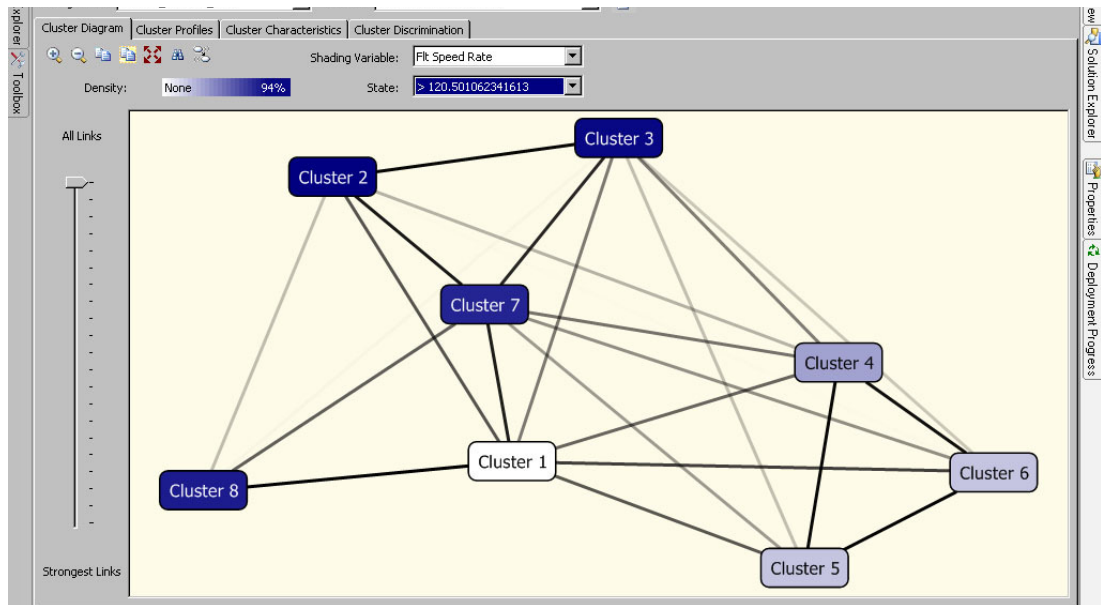 Cluster Diagram Cluster Profiles Cluster Characteristics Cluster Discrimination
Shading Variable: Flt Speed Rate
Density: None 94% State: > 120.501062341613
All Links
Cluster 3
Cluster 2
Cluster 7
Cluster 4
Cluster 1
Cluster 6
Cluster 8
Cluster 5
Strongest Links
xplorer
Toolbox
ew
Solution Explorer
Properties
Deployment Progress